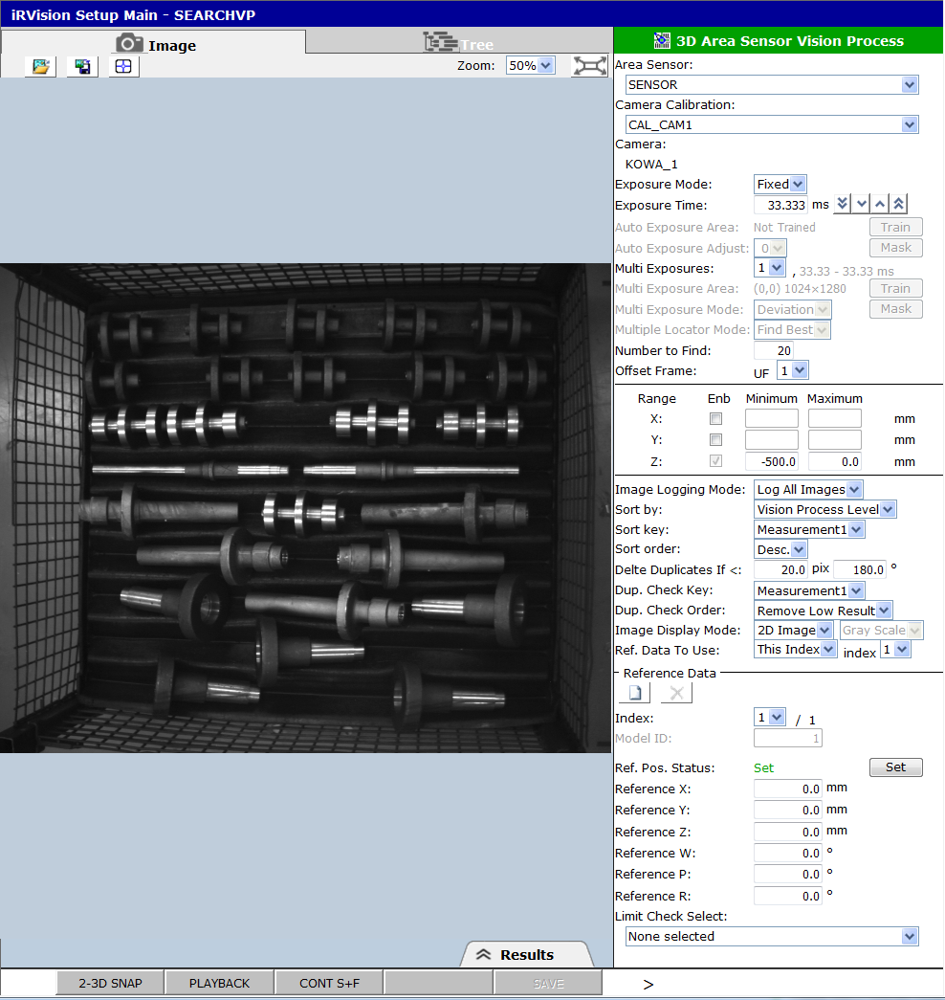 iRVision Setup Main - SEARCHVP
Image
Tree
Zoom: 50%
3D Area Sensor Vision Process
Area Sensor:
SENSOR
Camera Calibration:
CAL_CAM1
Camera:
KOWA_1
Exposure Mode: Fixed
Exposure Time: 33.333 ms
Auto Exposure Area: Not Trained Train
Auto Exposure Adjust: 0 Mask
Multi Exposures: 1 , 33.33 - 33.33 ms
Multi Exposure Area: (0,0) 1024×1280 Train
Multi Exposure Mode: Deviation Mask
Multiple Locator Mode: Find Best
Number to Find: 20
Offset Frame: UF 1
Range Enb Minimum Maximum
X: mm
Y: mm
Z: -500.0 0.0 mm
Image Logging Mode: Log All Images
Sort by: Vision Process Level
Sort key: Measurement1
Sort order: Desc.
Delte Duplicates If <: 20.0 pix 180.0 °
Dup. Check Key: Measurement1
Dup. Check Order: Remove Low Result
Image Display Mode: 2D Image Gray Scale
Ref. Data To Use: This Index index 1
Reference Data
Index: 1 / 1
Model ID: 1
Ref. Pos. Status: Set Set
Reference X: 0.0 mm
Reference Y: 0.0 mm
Reference Z: 0.0 mm
Reference W: 0.0 °
Reference P: 0.0 °
Reference R: 0.0 °
Limit Check Select:
None selected
Results
2-3D SNAP PLAYBACK CONT S+F SAVE >